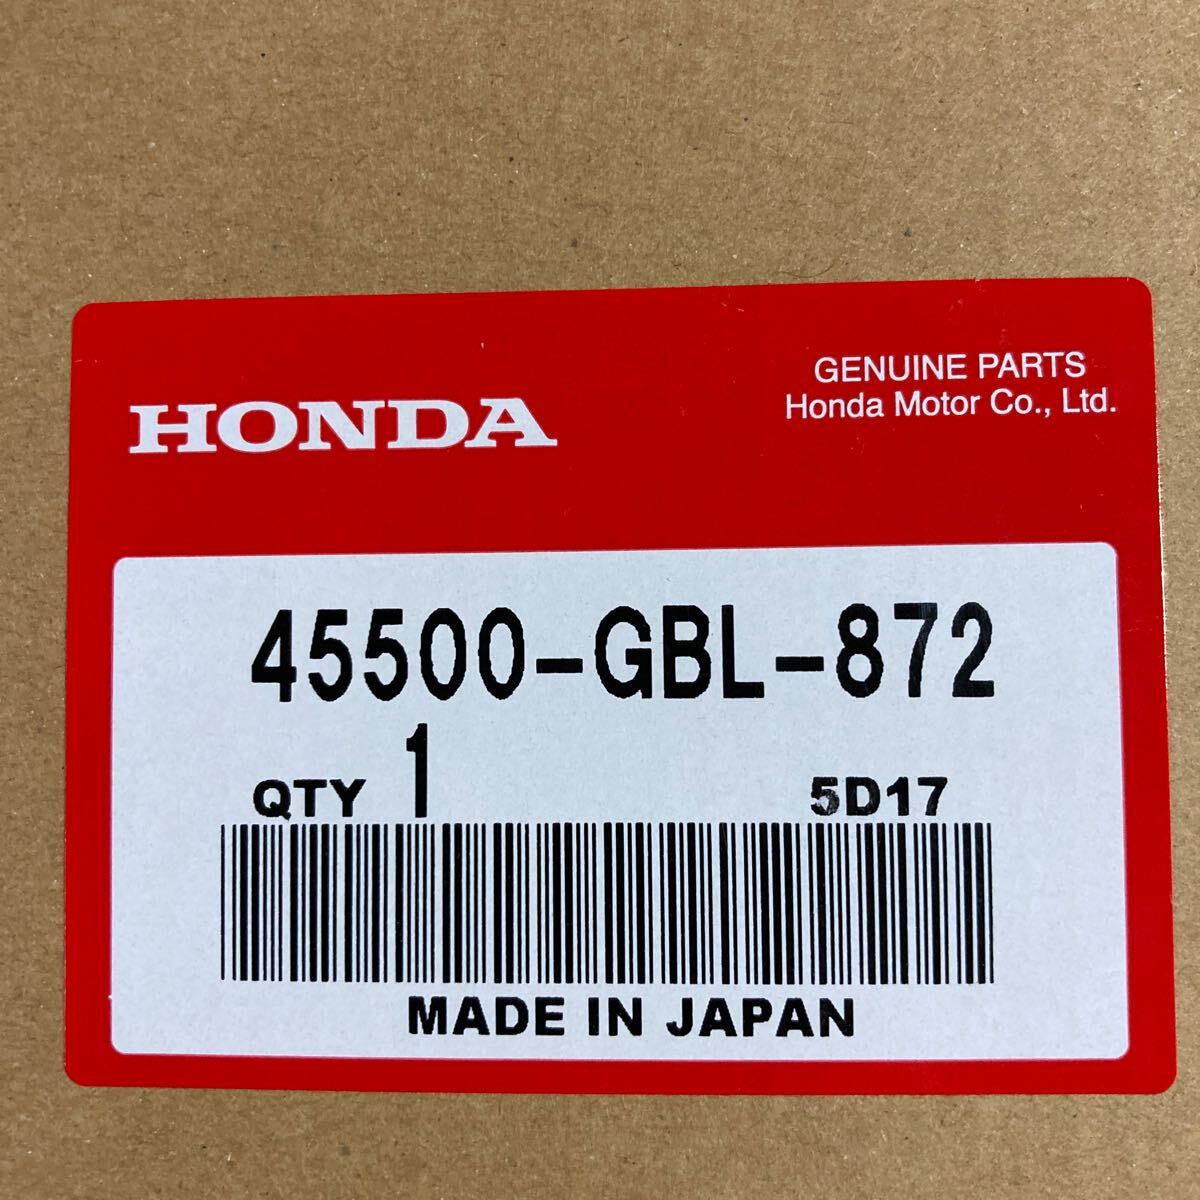 HONDA
GENUINE PARTS
Honda Motor Co., Ltd.
45500-GBL-872
QTY 1 5D17
MADE IN JAPAN